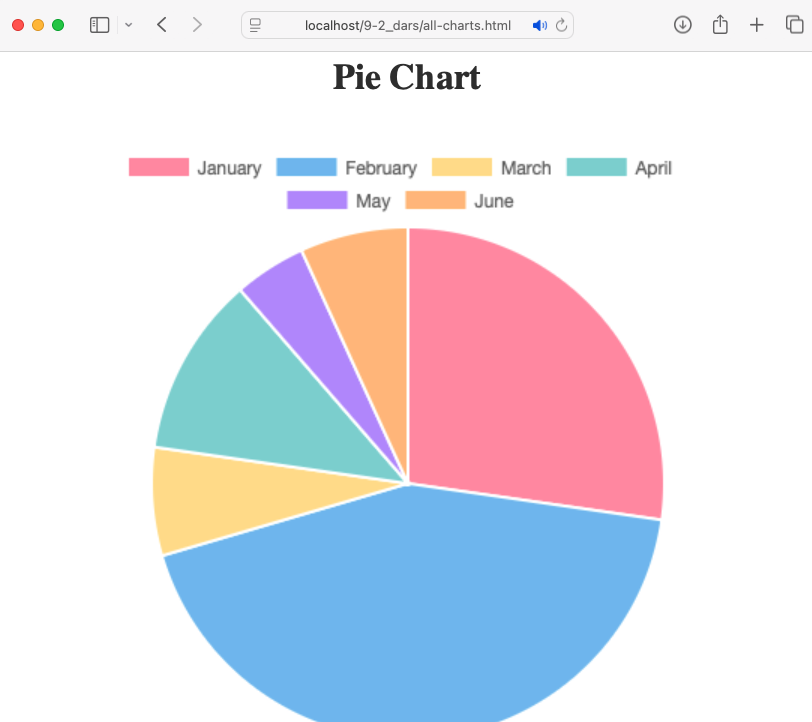 localhost/9-2_dars/all-charts.html
Pie Chart
January February March April
May June